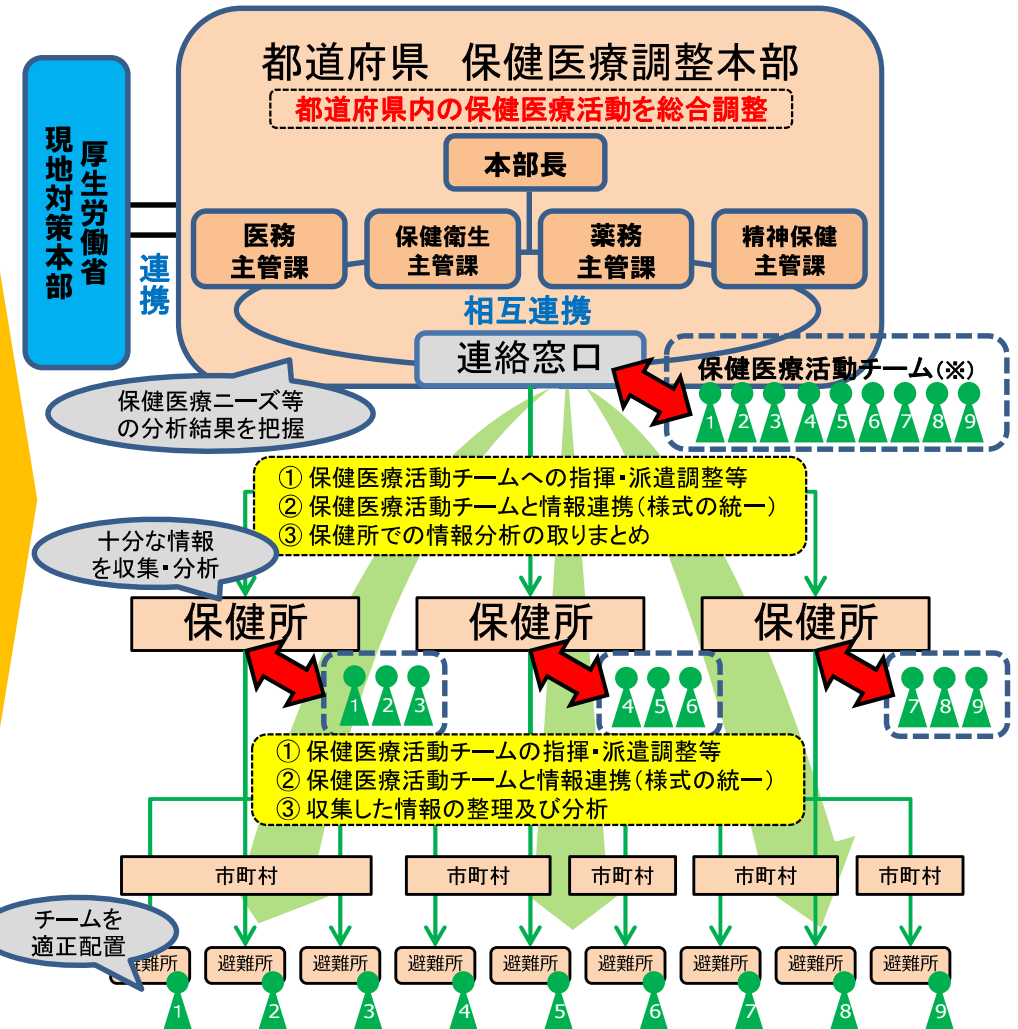 都道府県 保健医療調整本部
都道府県内の保健医療活動を総合調整
本部長
厚生労働省
現地対策本部
連携
医務
主管課
保健衛生
主管課
薬務
主管課
精神保健
主管課
相互連携
連絡窓口
保健医療活動チーム(※)
1 2 3 4 5 6 7 8 9
保健医療ニーズ等
の分析結果を把握
① 保健医療活動チームへの指揮・派遣調整等
② 保健医療活動チームと情報連携(様式の統一)
③ 保健所での情報分析の取りまとめ
十分な情報
を収集・分析
保健所 保健所 保健所
1 2 3 4 5 6 7 8 9
① 保健医療活動チームの指揮・派遣調整等
② 保健医療活動チームと情報連携(様式の統一)
③ 収集した情報の整理及び分析
市町村 市町村 市町村 市町村 市町村
チームを
適正配置
避難所 避難所 避難所 避難所 避難所 避難所 避難所 避難所 避難所
1 2 3 4 5 6 7 8 9